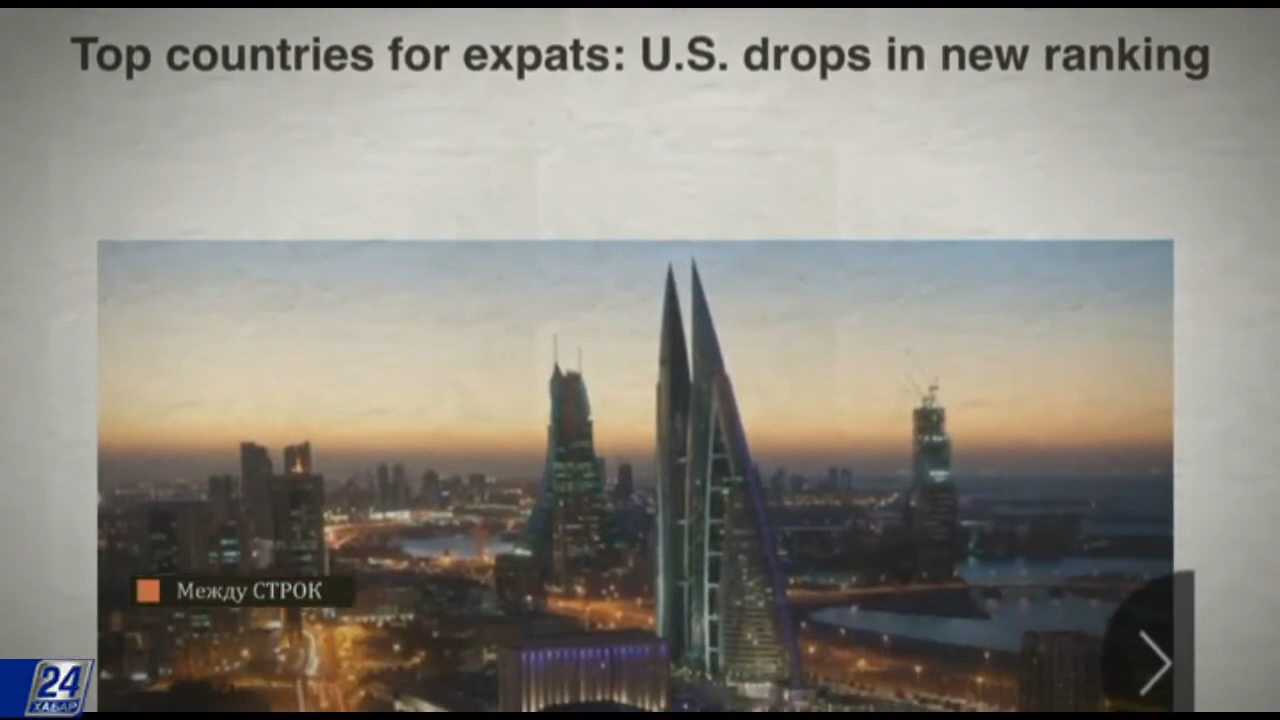 Top countries for expats: U.S. drops in new ranking
Между СТРОК
24
ХАБАР